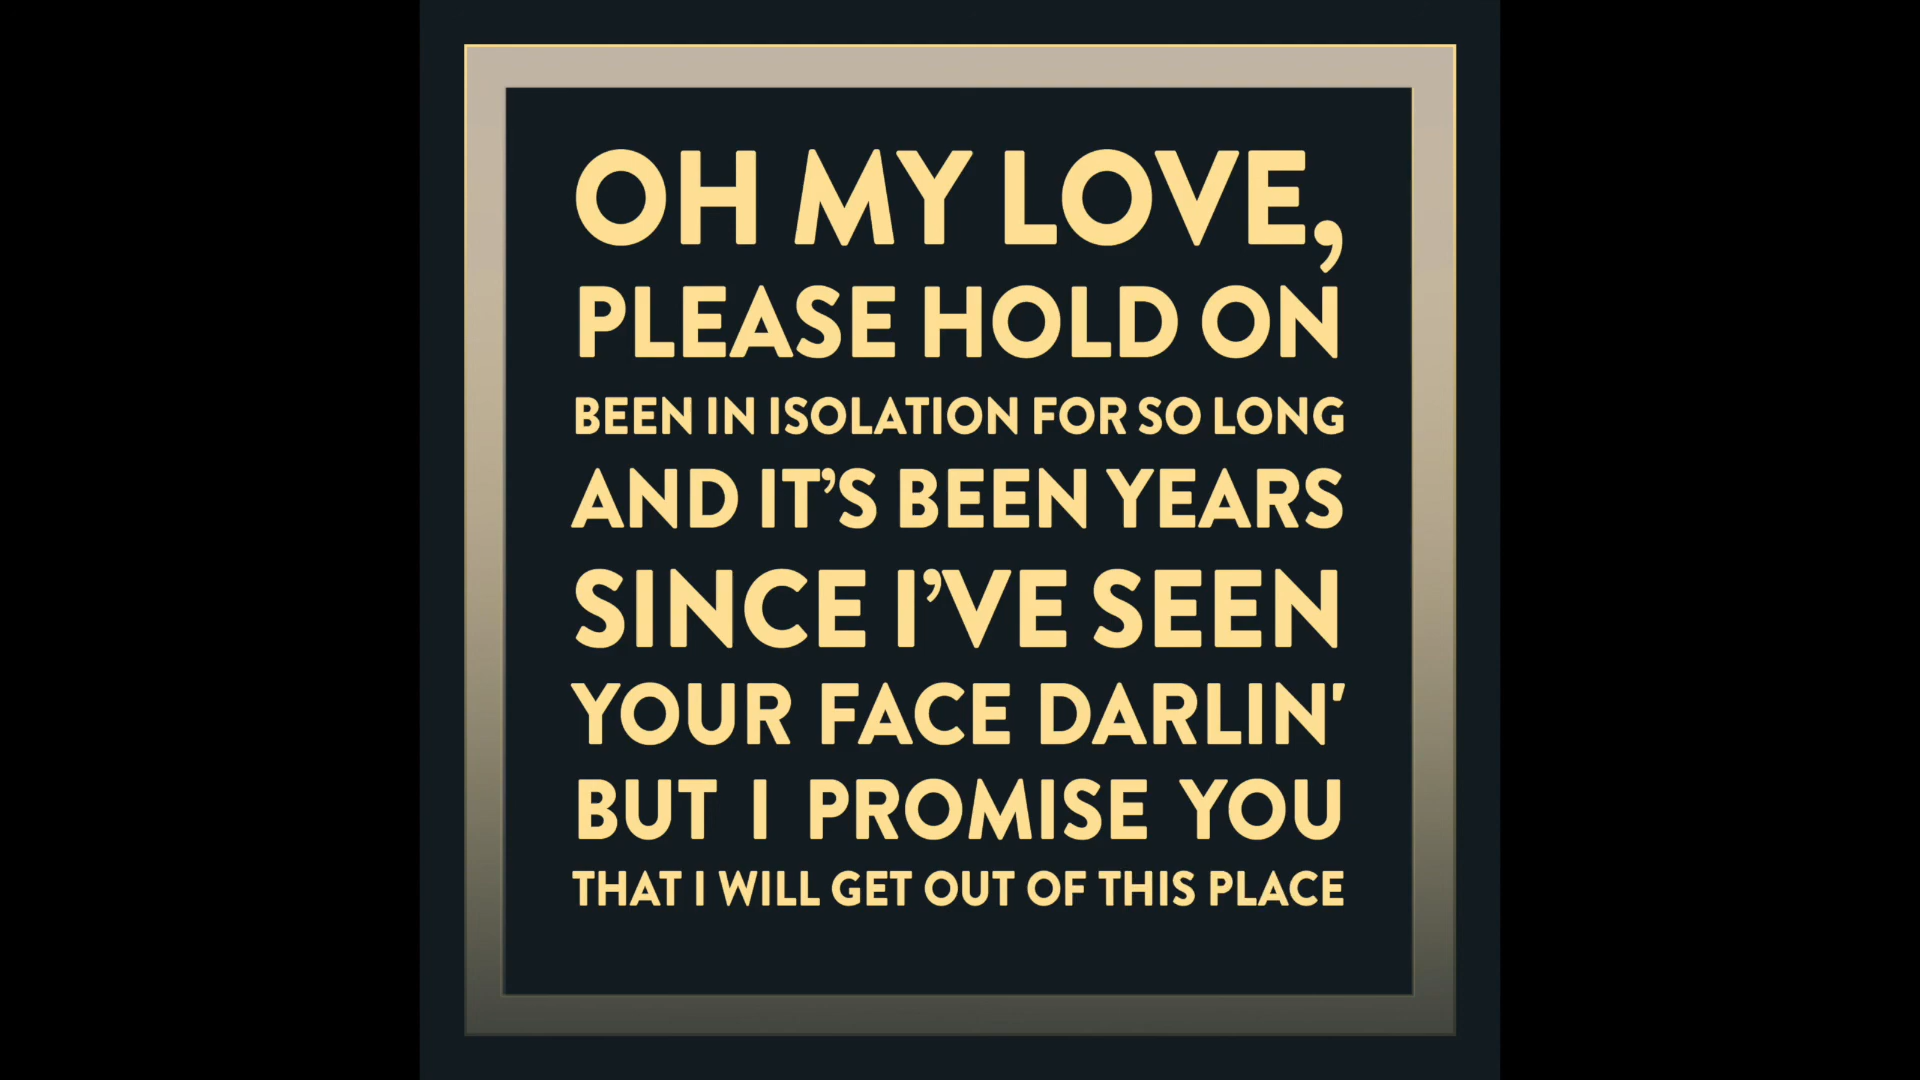 OH MY LOVE,
PLEASE HOLD ON
BEEN IN ISOLATION FOR SO LONG
AND IT’S BEEN YEARS
SINCE I’VE SEEN
YOUR FACE DARLIN'
BUT I PROMISE YOU
THAT I WILL GET OUT OF THIS PLACE